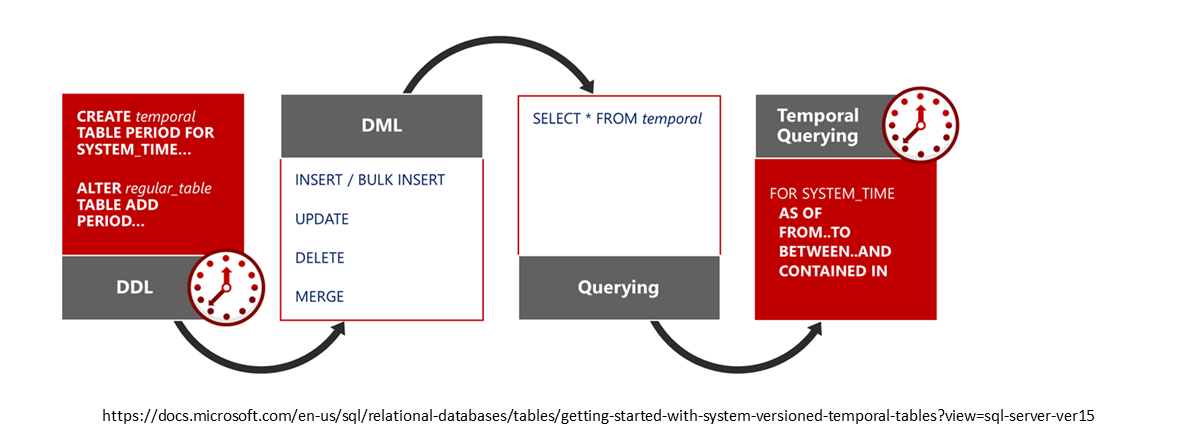 CREATE temporal
TABLE PERIOD FOR
SYSTEM_TIME...
ALTER regular_table
TABLE ADD
PERIOD...
DDL
DML
INSERT / BULK INSERT
UPDATE
DELETE
MERGE
SELECT * FROM temporal
Querying
Temporal
Querying
FOR SYSTEM_TIME
AS OF
FROM..TO
BETWEEN..AND
CONTAINED IN
https://docs.microsoft.com/en-us/sql/relational-databases/tables/getting-started-with-system-versioned-temporal-tables?view=sql-server-ver15